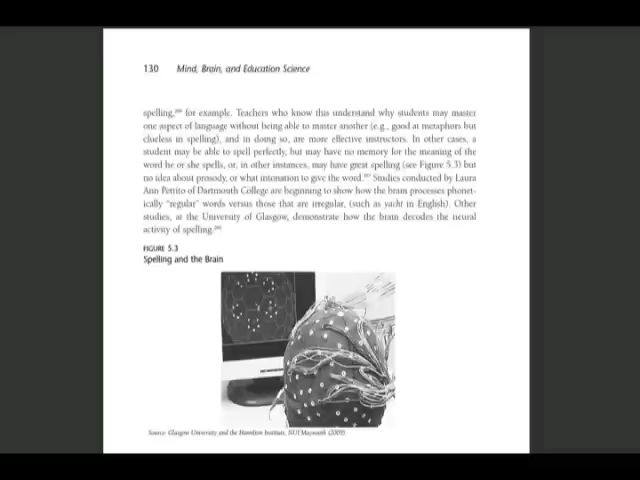 130 Mind, Brain, and Education Science
spelling, for example. Teachers who know this understand why students may master
one aspect of language without being able to master another (e.g., good at metaphors but
clueless in spelling), and in doing so, are more effective instructors. In other cases, a
student may be able to spell perfectly, but may have no memory for the meaning of the
word he or she spells, or, in other instances, may have great spelling (see Figure 5.3) but
no idea about prosody, or what intonation to give the word. Studies conducted by Laura
Ann Pettito of Dartmouth College are beginning to show how the brain processes phonet-
ically "regular" words versus those that are irregular, (such as yacht in English). Other
studies, at the University of Glasgow, demonstrate how the brain decodes the neural
activity of spelling.
FIGURE 5.3
Spelling and the Brain
Source: Glasgow University and the Hamilton Institute, NUI Maynooth (2009)